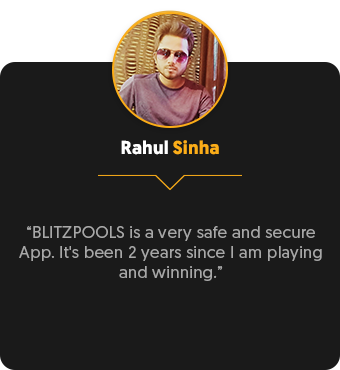 Rahul Sinha
“BLITZPOOLS is a very safe and secure
App. It's been 2 years since I am playing
and winning.”